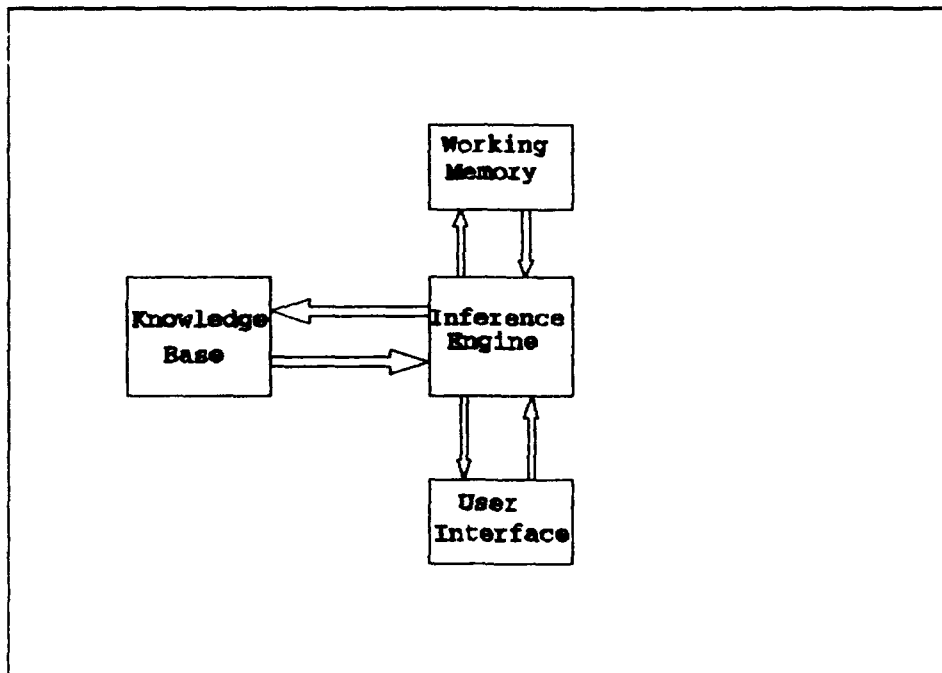 Working
Memory
Knowledge
Base
Inference
Engine
User
Interface